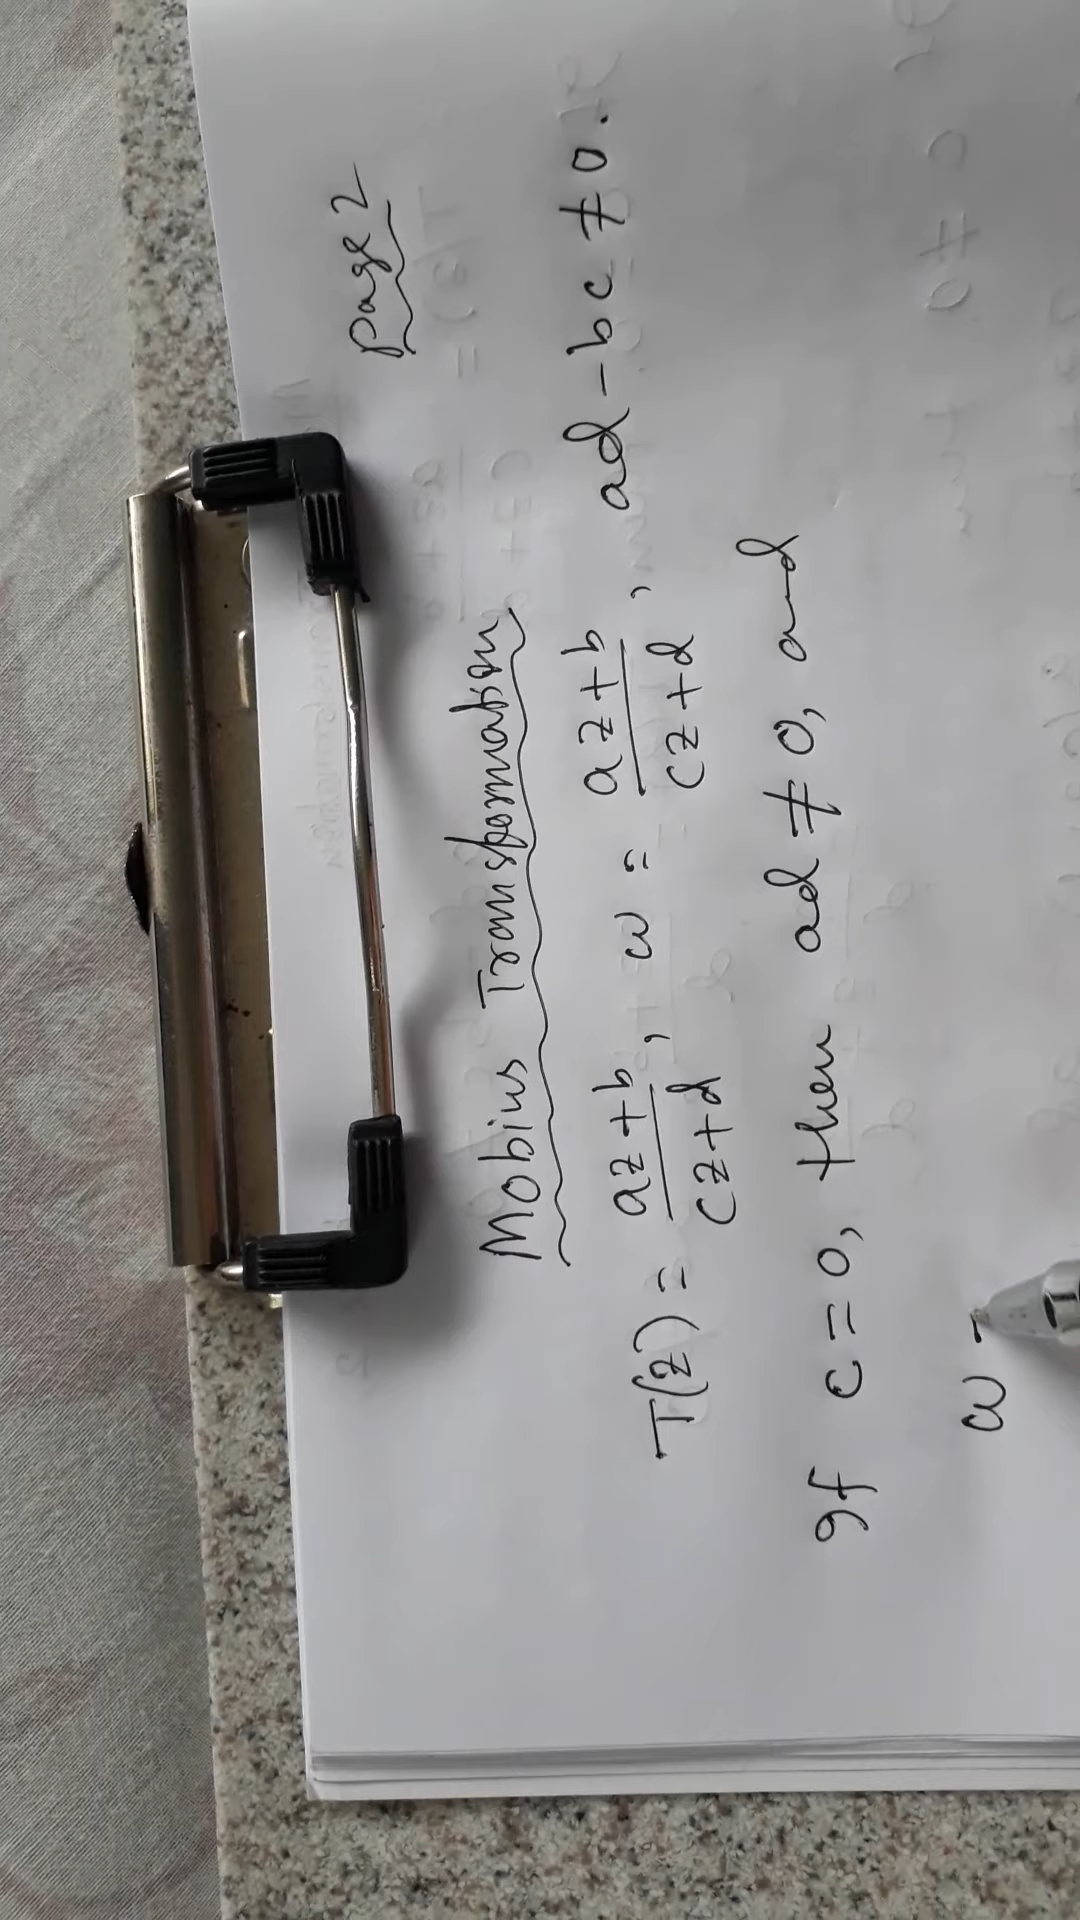 Page 2
Mobius Transformation
T(z) = az+b/cz+d, w = az+b/cz+d, ad-bc ≠ 0.
If c = 0, then ad ≠ 0, and
w -